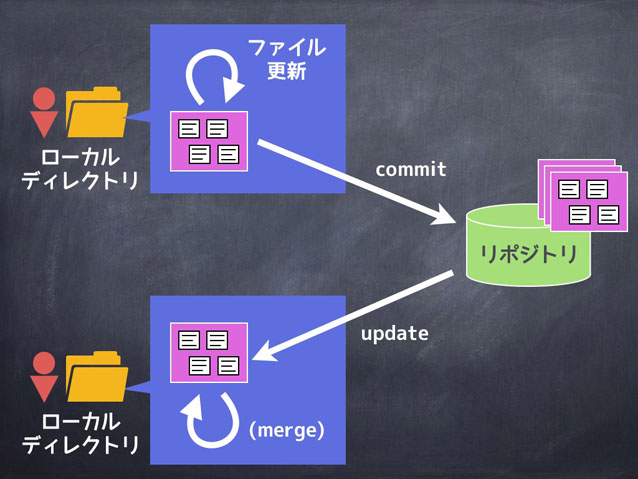 ファイル
更新
ローカル
ディレクトリ
commit
リポジトリ
update
ローカル
ディレクトリ
(merge)